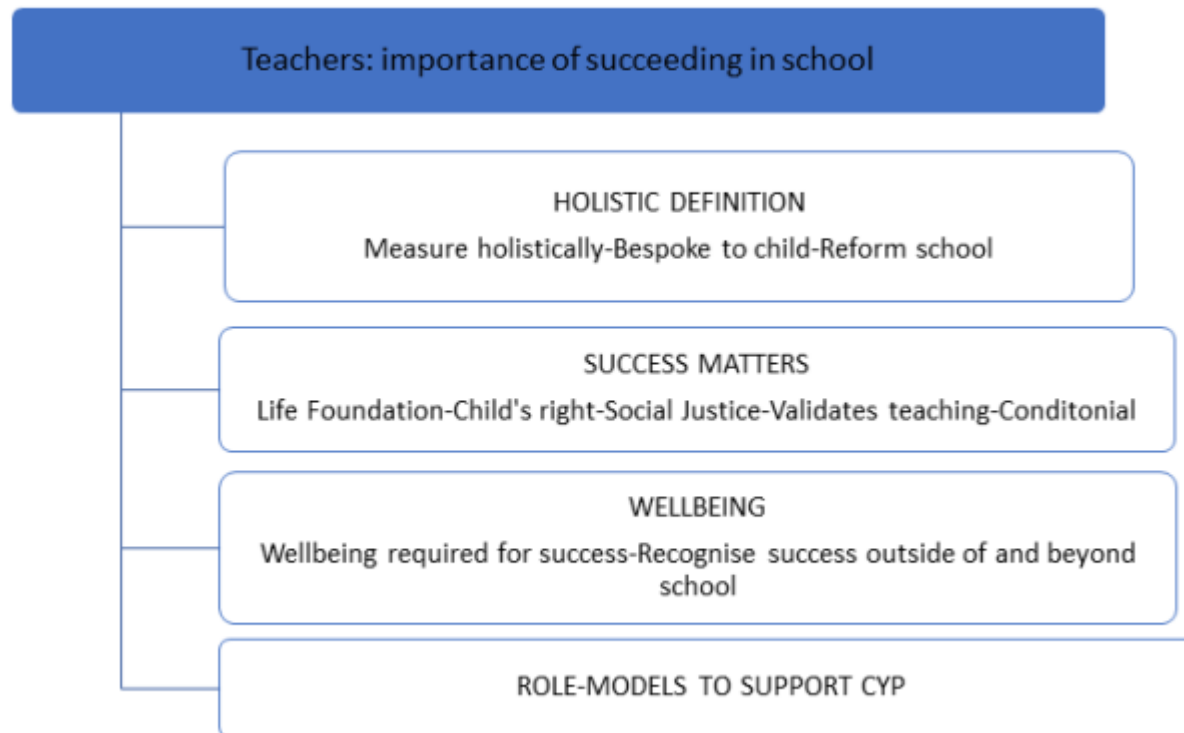 Teachers: importance of succeeding in school
HOLISTIC DEFINITION
Measure holistically-Bespoke to child-Reform school
SUCCESS MATTERS
Life Foundation-Child's right-Social Justice-Validates teaching-Conditonial
WELLBEING
Wellbeing required for success-Recognise success outside of and beyond
school
ROLE-MODELS TO SUPPORT CYP